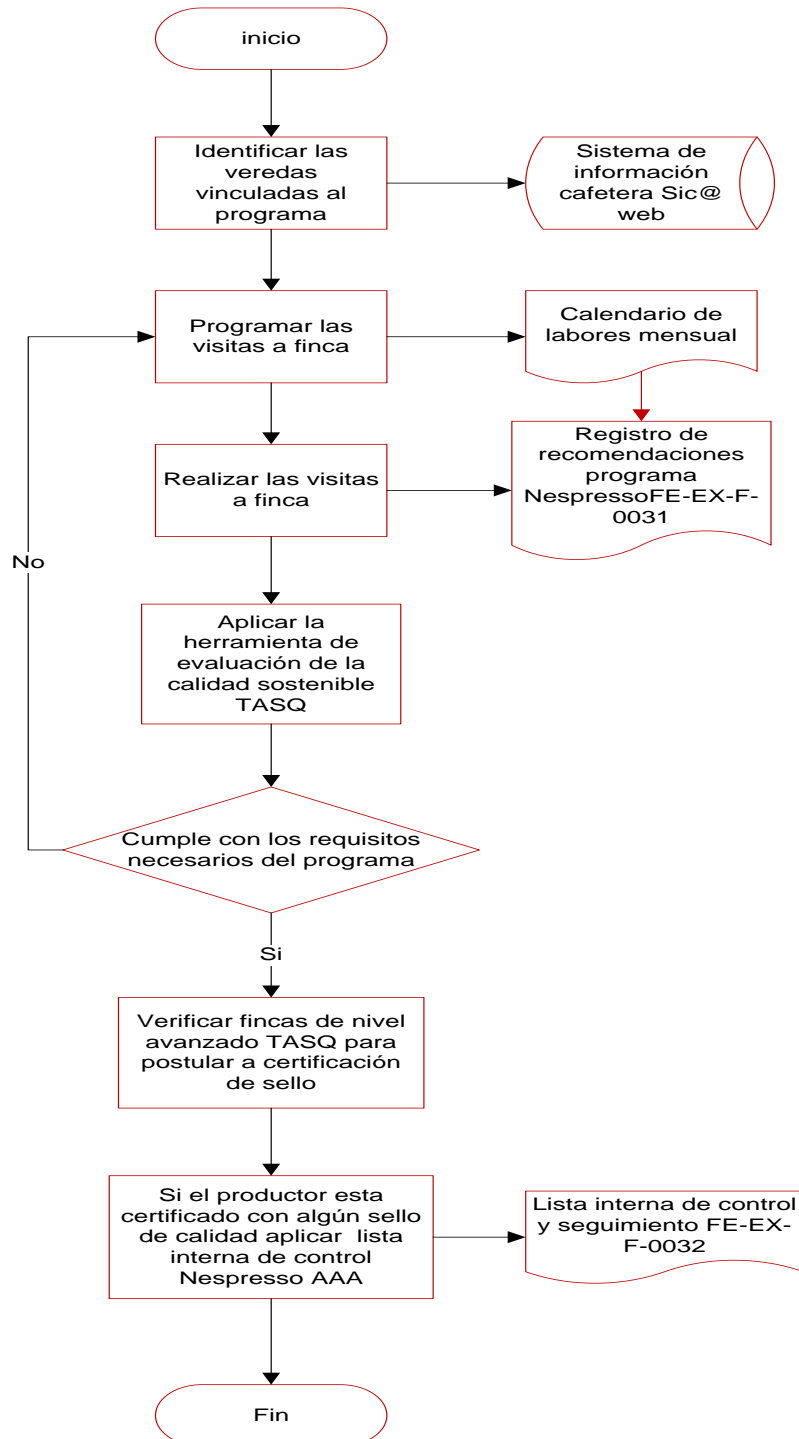 inicio
Identificar las
veredas
vinculadas al
programa
Sistema de
información
cafetera Sic@
web
Programar las
visitas a finca
Calendario de
labores mensual
Realizar las visitas
a finca
Registro de
recomendaciones
programa
NespressoFE-EX-F-
0031
No
Aplicar la
herramienta de
evaluación de la
calidad sostenible
TASQ
Cumple con los requisitos
necesarios del programa
Si
Verificar fincas de nivel
avanzado TASQ para
postular a certificación
de sello
Si el productor esta
certificado con algún sello
de calidad aplicar lista
interna de control
Nespresso AAA
Lista interna de control
y seguimiento FE-EX-
F-0032
Fin